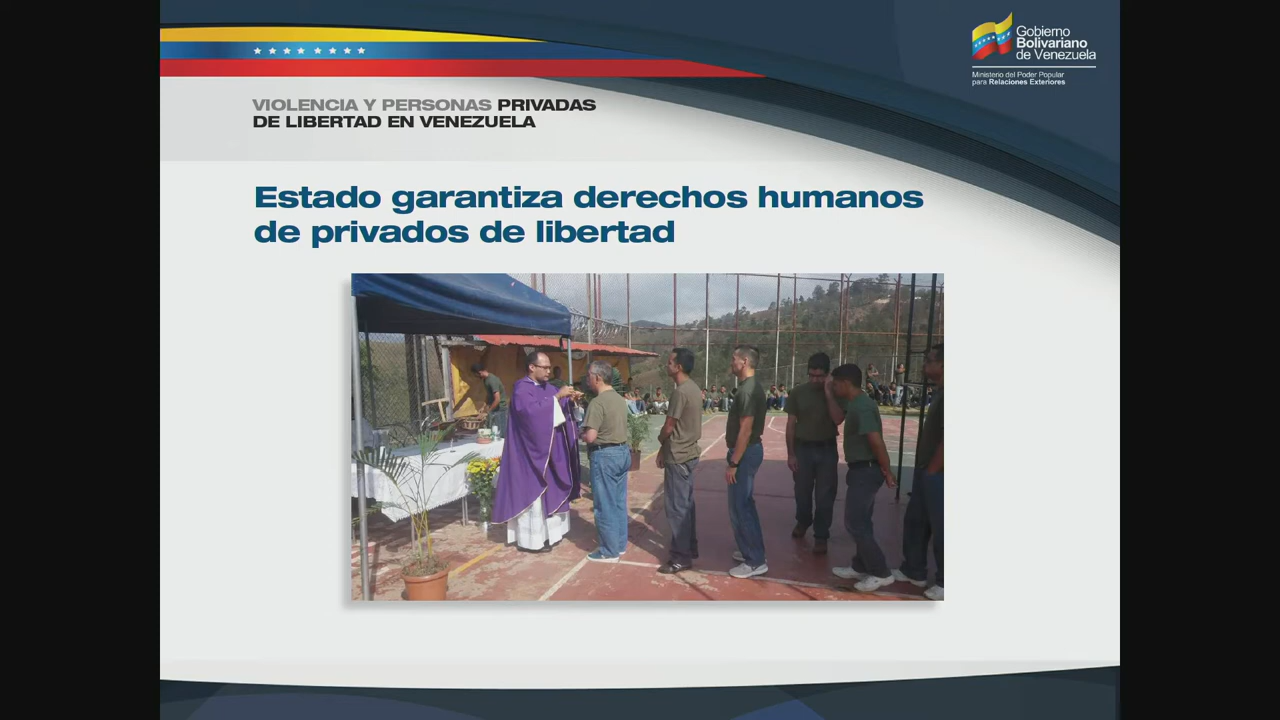 Gobierno
Bolivariano
de Venezuela
Ministerio del Poder Popular
para Relaciones Exteriores
VIOLENCIA Y PERSONAS PRIVADAS
DE LIBERTAD EN VENEZUELA
Estado garantiza derechos humanos
de privados de libertad